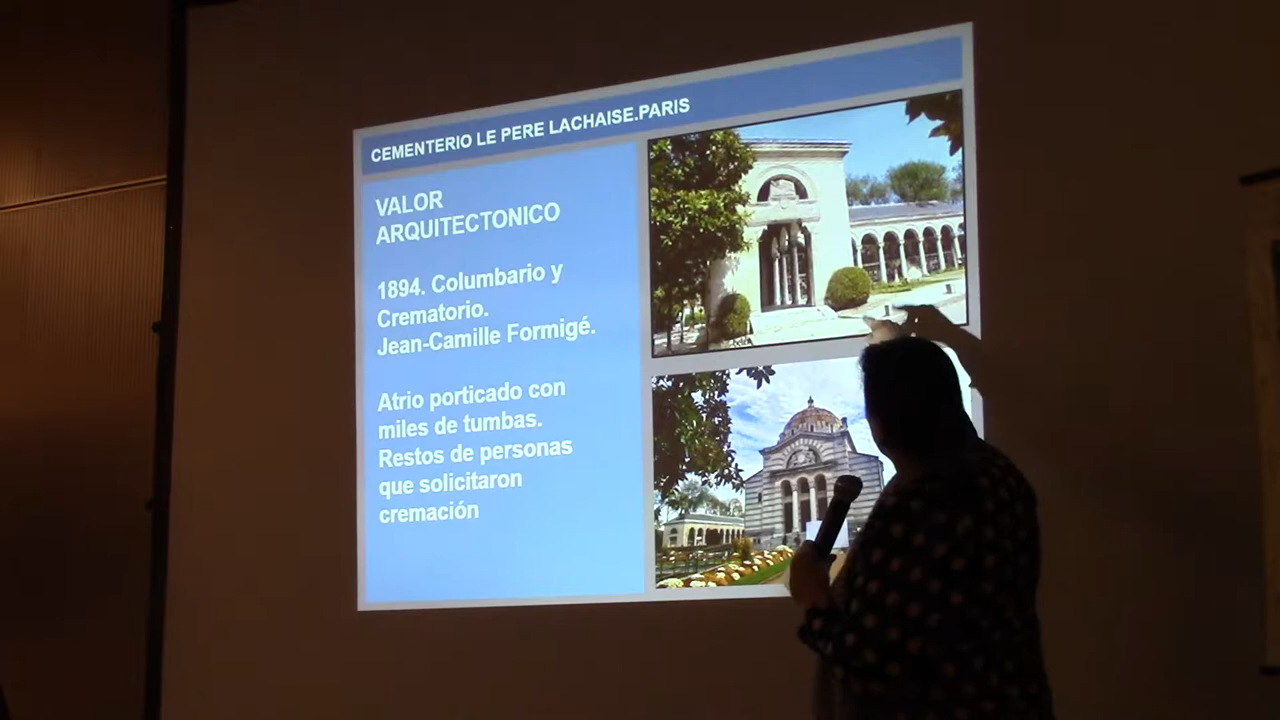 CEMENTERIO LE PERE LACHAISE.PARIS
VALOR
ARQUITECTONICO
1894. Columbario y
Crematorio.
Jean-Camille Formigé.
Atrio porticado con
miles de tumbas.
Restos de personas
que solicitaron
cremación